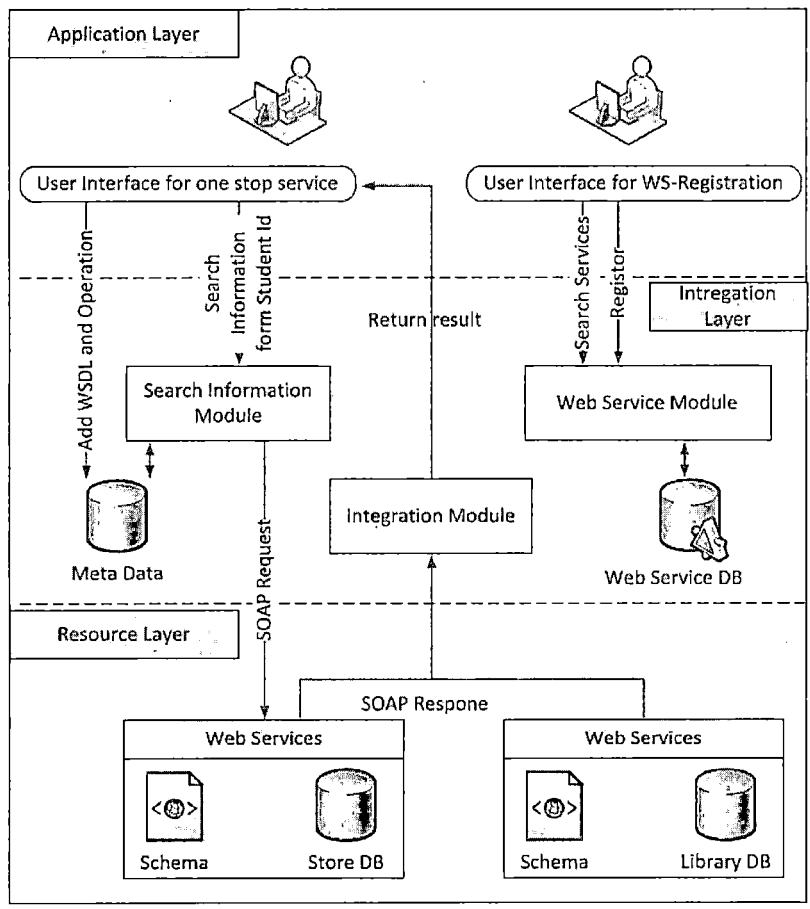 Application Layer
User Interface for one stop service
User Interface for WS-Registration
Add WSDL and Operation
Search
Information
form Student Id
Return result
Search Services
Registor
Intregation
Layer
Search Information
Module
Web Service Module
Integration Module
Meta Data
Web Service DB
SOAP Request
Resource Layer
SOAP Respone
Web Services
Web Services
Schema
Store DB
Schema
Library DB